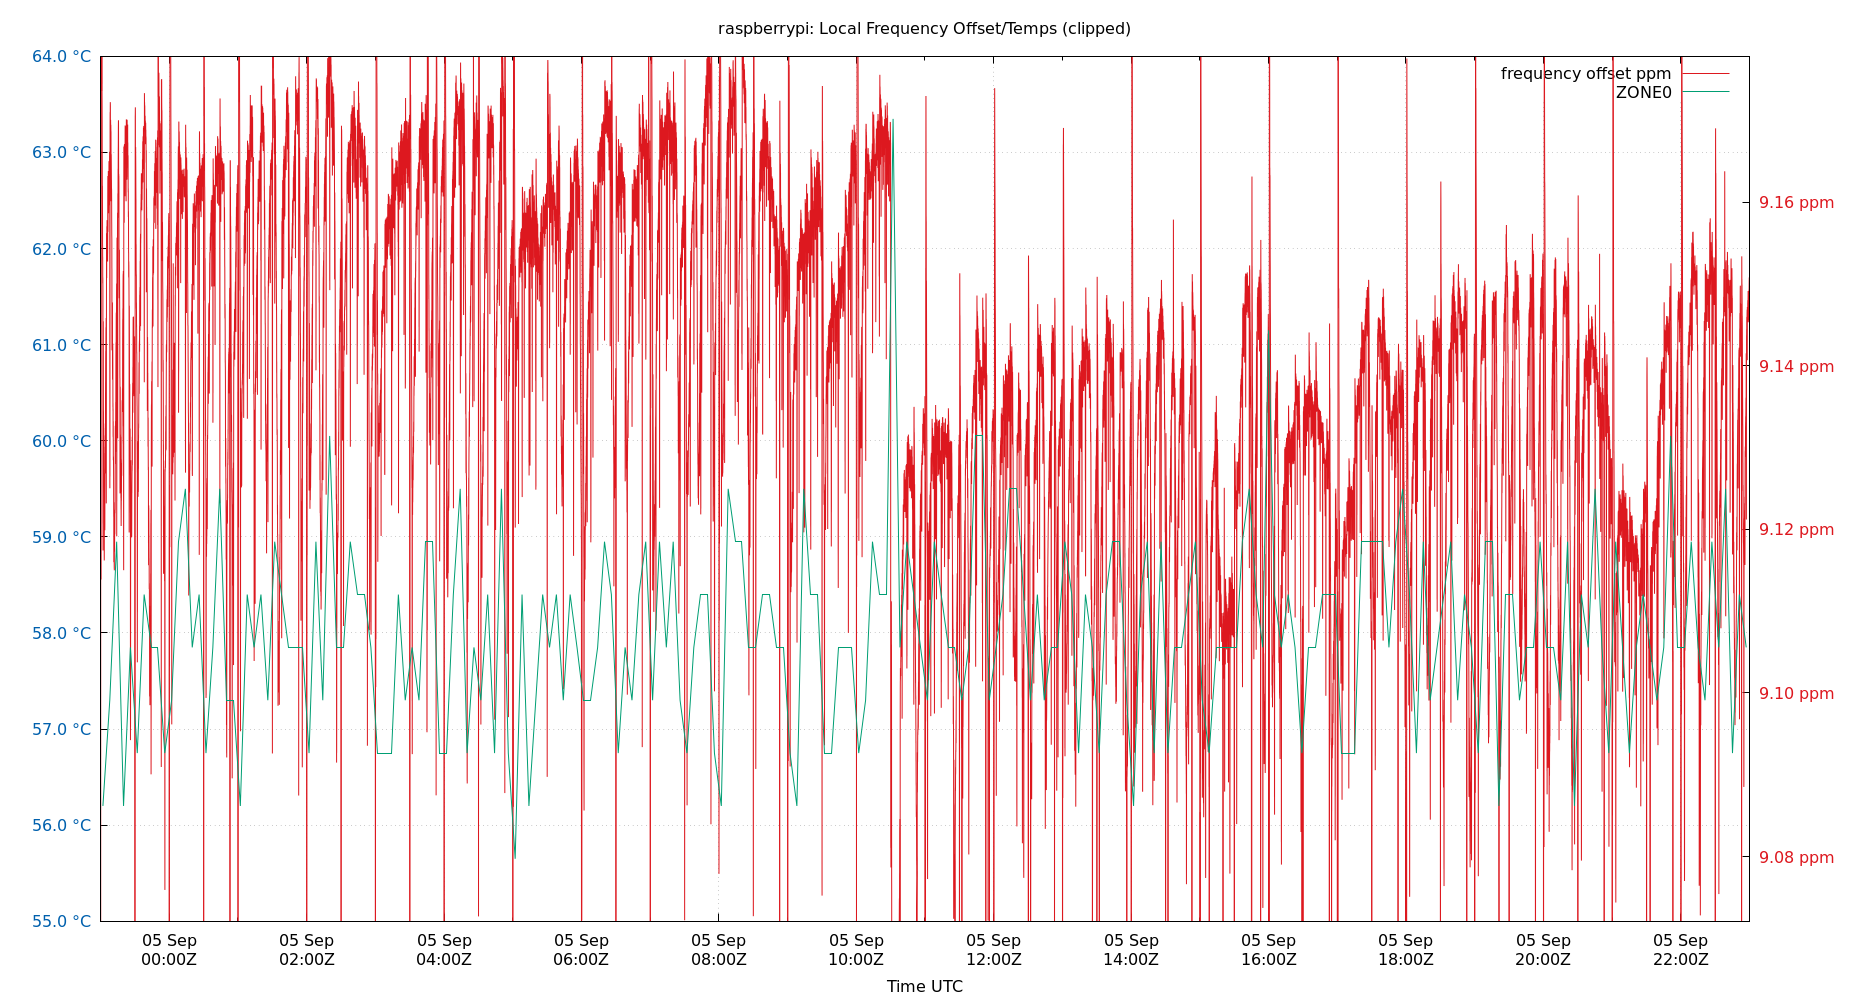 raspberrypi: Local Frequency Offset/Temps (clipped)
64.0 °C
63.0 °C
62.0 °C
61.0 °C
60.0 °C
59.0 °C
58.0 °C
57.0 °C
56.0 °C
55.0 °C
frequency offset ppm
ZONE0
9.16 ppm
9.14 ppm
9.12 ppm
9.10 ppm
9.08 ppm
05 Sep 05 Sep 05 Sep 05 Sep 05 Sep 05 Sep 05 Sep 05 Sep 05 Sep 05 Sep 05 Sep 05 Sep
00:00Z 02:00Z 04:00Z 06:00Z 08:00Z 10:00Z 12:00Z 14:00Z 16:00Z 18:00Z 20:00Z 22:00Z
Time UTC